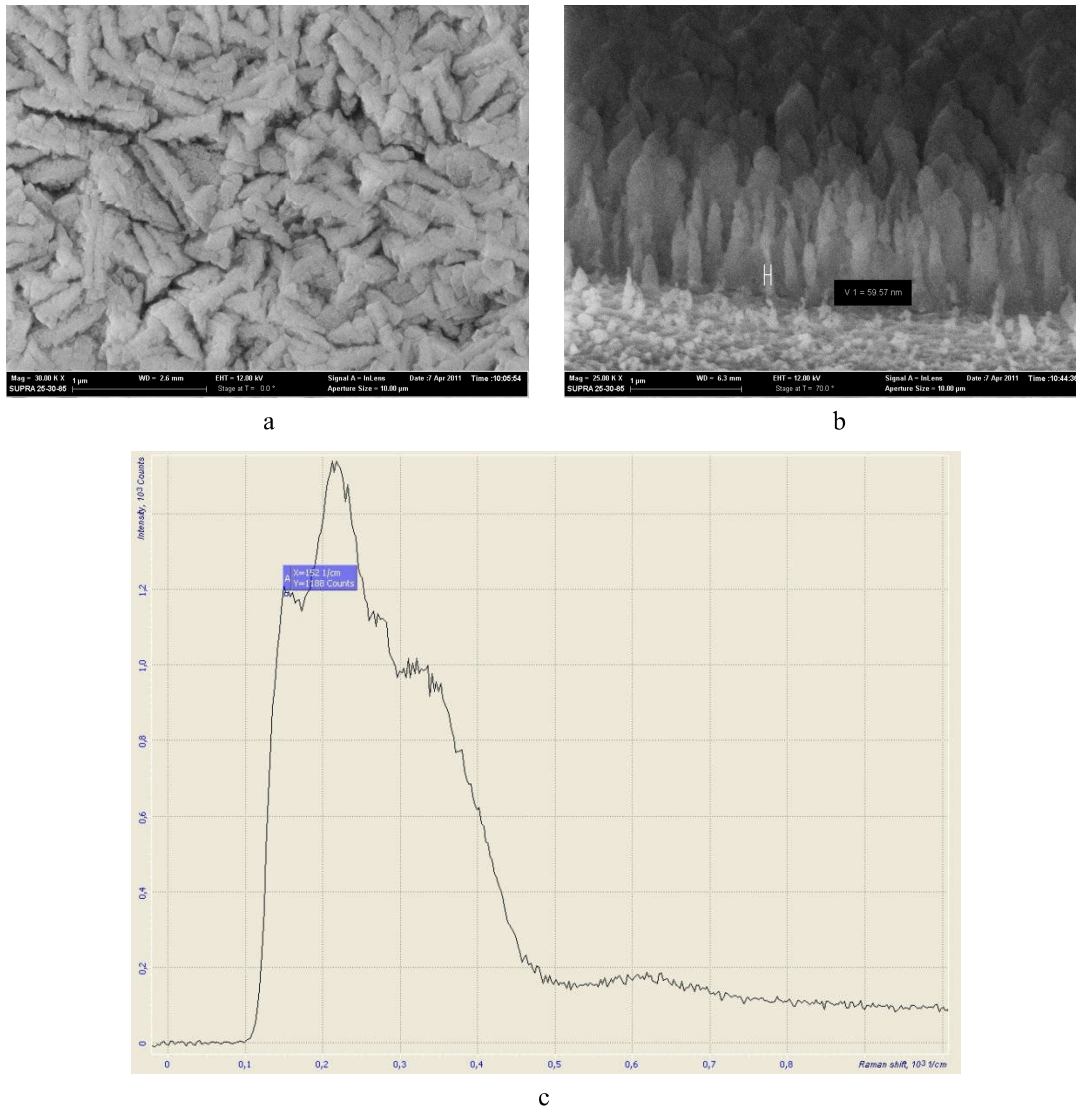 Mag = 30.00 K X
1 µm
WD = 2.6 mm
EHT = 12.00 kV
Signal A = InLens
Date :7 Apr 2011
Time :10:05:54
SUPRA 25-30-85
Stage at T = 0.0 °
Aperture Size = 10.00 µm
a
V 1 = 59.57 nm
Mag = 25.00 K X
1 µm
WD = 6.3 mm
EHT = 12.00 kV
Signal A = InLens
Date :7 Apr 2011
Time :10:44:36
SUPRA 25-30-85
Stage at T = 70.0 °
Aperture Size = 10.00 µm
b
Intensity, 10³ Counts
A
X=152 1/cm
Y=1188 Counts
1,2
1,0
0,8
0,6
0,4
0,2
0
0
0,1
0,2
0,3
0,4
0,5
0,6
0,7
0,8
Raman shift, 10³ 1/cm
c